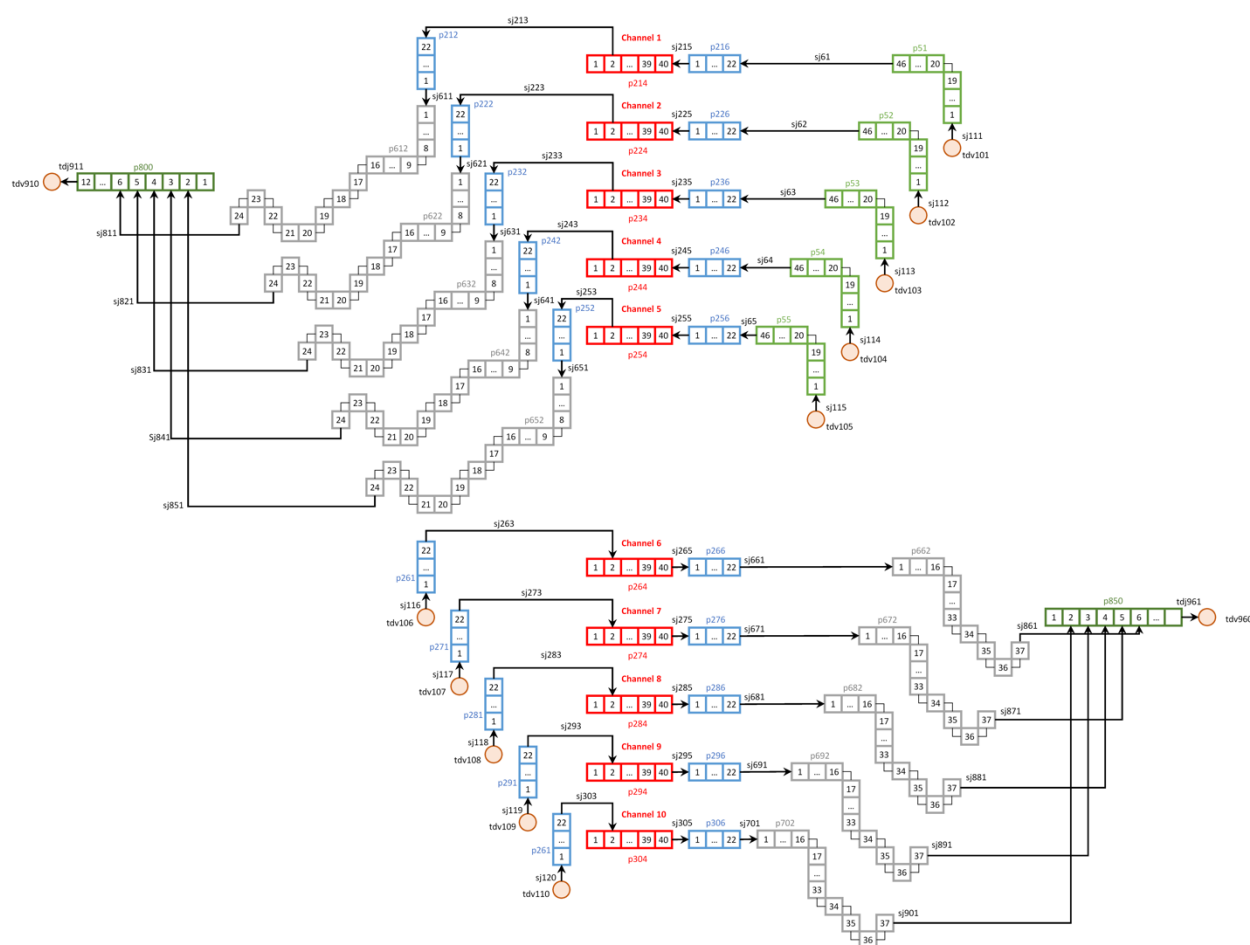 sj213
p212
22
...
1
sj611
Channel 1
1 2 ... 39 40
p214
sj215
p216
1 ... 22
sj61
p51
46 ... 20
19
...
1
sj111
tdv101
sj223
p222
22
...
1
sj621
Channel 2
1 2 ... 39 40
p224
sj225
p226
1 ... 22
sj62
p52
46 ... 20
19
...
1
sj112
tdv102
sj233
p232
22
...
1
sj631
Channel 3
1 2 ... 39 40
p234
sj235
p236
1 ... 22
sj63
p53
46 ... 20
19
...
1
sj113
tdv103
sj243
p242
22
...
1
sj641
Channel 4
1 2 ... 39 40
p244
sj245
p246
1 ... 22
sj64
p54
46 ... 20
19
...
1
sj114
tdv104
sj253
p252
22
...
1
sj651
Channel 5
1 2 ... 39 40
p254
sj255
p256
1 ... 22
sj65
p55
46 ... 20
19
...
1
sj115
tdv105
tdj911
tdv910
p800
12 ... 6 5 4 3 2 1
p612
1
...
8
16 ... 9
17
18
19
21 20
22
23
24
sj811
p622
1
...
8
16 ... 9
17
18
19
21 20
22
23
24
sj821
p632
1
...
8
16 ... 9
17
18
19
21 20
22
23
24
sj831
p642
1
...
8
16 ... 9
17
18
19
21 20
22
23
24
Sj841
p652
1
...
8
16 ... 9
17
18
19
21 20
22
23
24
sj851
sj263
22
...
1
p261
sj116
tdv106
Channel 6
1 2 ... 39 40
p264
sj265
p266
1 ... 22
sj661
p662
1 ... 16
17
...
33
34
35
36
37
sj861
sj273
22
...
1
p271
sj117
tdv107
Channel 7
1 2 ... 39 40
p274
sj275
p276
1 ... 22
sj671
p672
1 ... 16
17
...
33
34
35
36
37
sj871
sj283
22
...
1
p281
sj118
tdv108
Channel 8
1 2 ... 39 40
p284
sj285
p286
1 ... 22
sj681
p682
1 ... 16
17
...
33
34
35
36
37
sj881
sj293
22
...
1
p291
sj119
tdv109
Channel 9
1 2 ... 39 40
p294
sj295
p296
1 ... 22
sj691
p692
1 ... 16
17
...
33
34
35
36
37
sj891
sj303
22
...
1
p261
sj120
tdv110
Channel 10
1 2 ... 39 40
p304
sj305
p306
1 ... 22
sj701
p702
1 ... 16
17
...
33
34
35
36
37
sj901
p850
1 2 3 4 5 6 ...
tdj961
tdv960